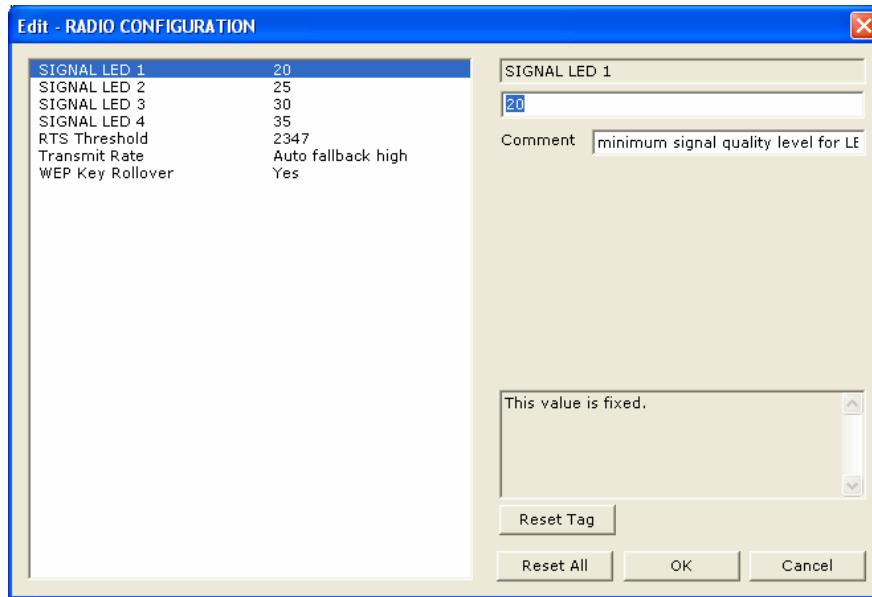 Edit - RADIO CONFIGURATION
SIGNAL LED 1 20
SIGNAL LED 2 25
SIGNAL LED 3 30
SIGNAL LED 4 35
RTS Threshold 2347
Transmit Rate Auto fallback high
WEP Key Rollover Yes
SIGNAL LED 1
20
Comment minimum signal quality level for LE
This value is fixed.
Reset Tag
Reset All OK Cancel